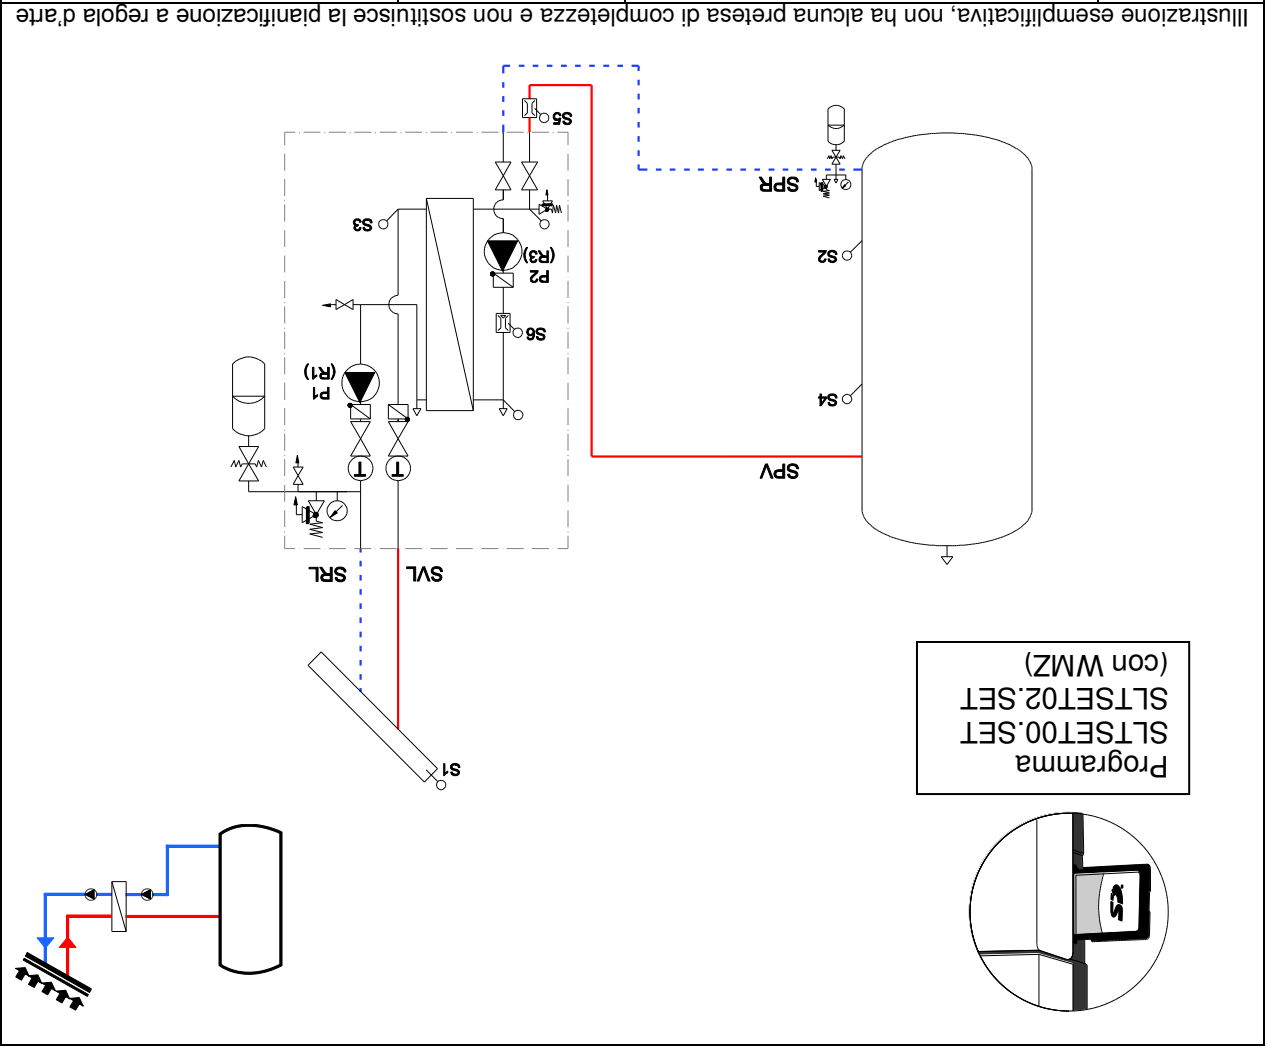 SD
Programma
SLTSET00.SET
SLTSET02.SET
(con WMZ)
S1
SVL
SRL
SPV
T
T
S4
P1
(R1)
S6
P2
(R3)
S2
S3
SPR
S5
Illustrazione esemplificativa, non ha alcuna pretesa di completezza e non sostituisce la pianificazione a regola d'arte